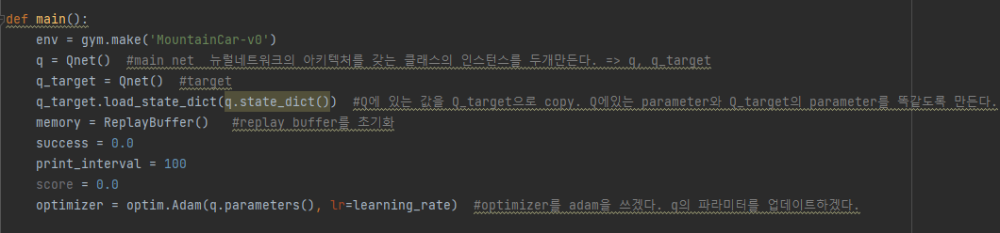 def main():
    env = gym.make('MountainCar-v0')
    q = Qnet()  #main net  뉴럴네트워크의 아키텍처를 갖는 클래스의 인스턴스를 두개만든다. => q, q_target
    q_target = Qnet()  #target
    q_target.load_state_dict(q.state_dict())  #Q에 있는 값을 Q_target으로 copy. Q에있는 parameter와 Q_target의 parameter를 똑같도록 만든다.
    memory = ReplayBuffer()   #replay buffer를 초기화
    success = 0.0
    print_interval = 100
    score = 0.0
    optimizer = optim.Adam(q.parameters(), lr=learning_rate)  #optimizer를 adam을 쓰겠다. q의 파라미터를 업데이트하겠다.